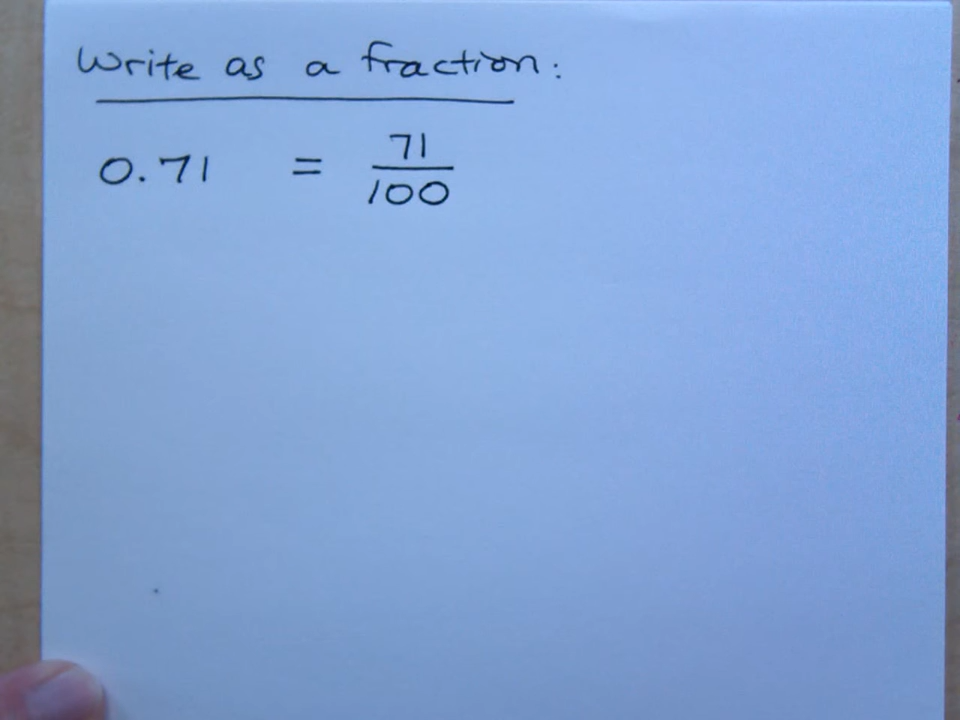 Write as a fraction:
0.71 = 71/100